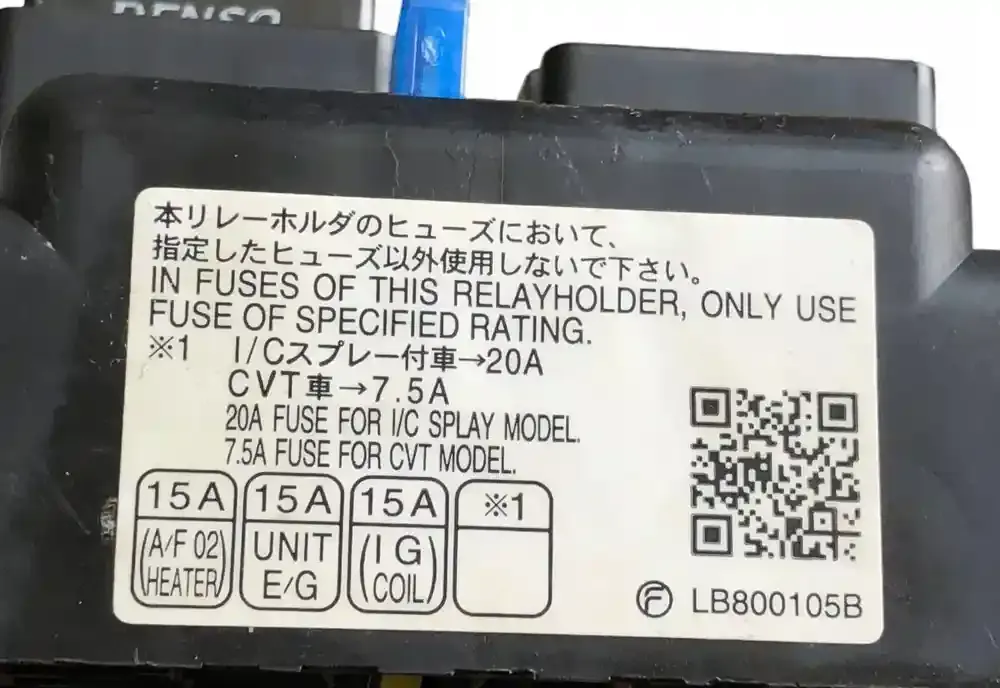 DENSO
本リレーホルダのヒューズにおいて、
指定したヒューズ以外使用しないで下さい。
IN FUSES OF THIS RELAYHOLDER, ONLY USE
FUSE OF SPECIFIED RATING.
※1 I/Cスプレー付車→20A
CVT車→7.5A
20A FUSE FOR I/C SPLAY MODEL.
7.5A FUSE FOR CVT MODEL.
15A 15A 15A ※1
(A/F O2 HEATER) UNIT E/G (IG COIL)
F LB800105B